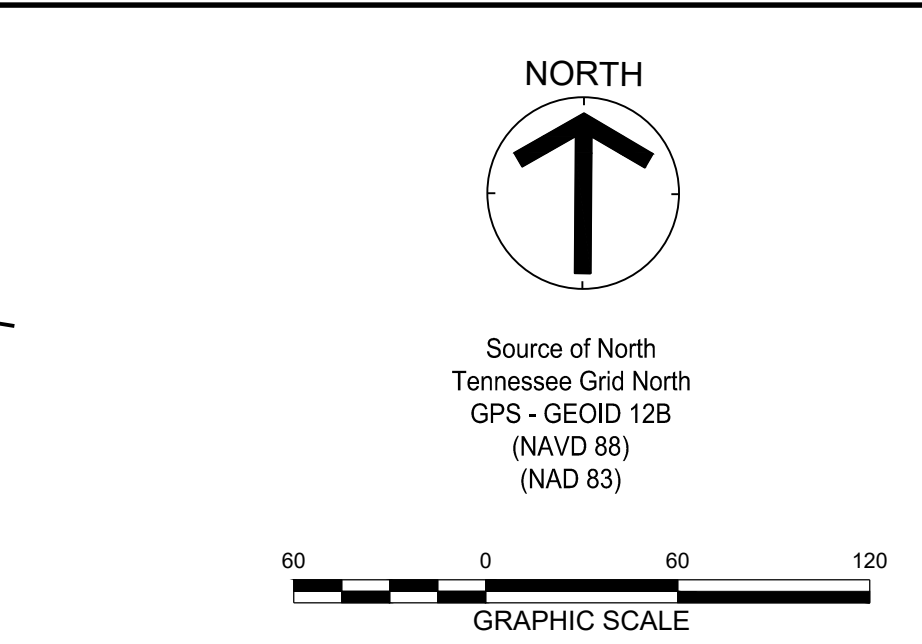 NORTH
Source of North
Tennessee Grid North
GPS - GEOID 12B
(NAVD 88)
(NAD 83)
60 0 60 120
GRAPHIC SCALE